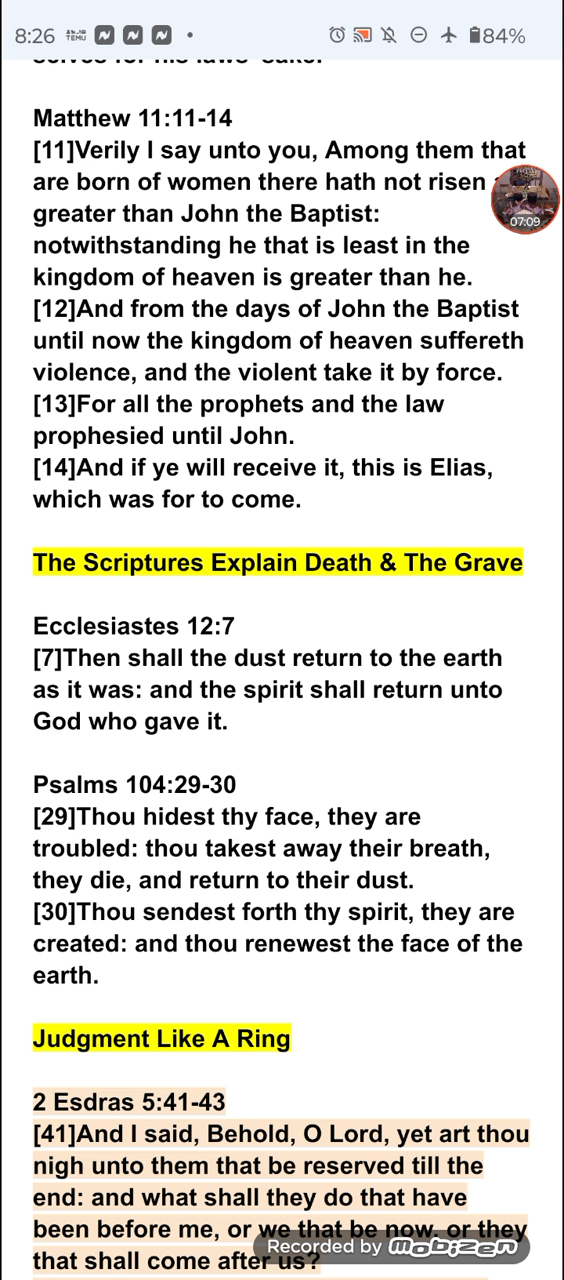 8:26
TEMU
84%
selves for his laws' sake.
Matthew 11:11-14
[11]Verily I say unto you, Among them that
are born of women there hath not risen
07:09
greater than John the Baptist:
notwithstanding he that is least in the
kingdom of heaven is greater than he.
[12]And from the days of John the Baptist
until now the kingdom of heaven suffereth
violence, and the violent take it by force.
[13]For all the prophets and the law
prophesied until John.
[14]And if ye will receive it, this is Elias,
which was for to come.
The Scriptures Explain Death & The Grave
Ecclesiastes 12:7
[7]Then shall the dust return to the earth
as it was: and the spirit shall return unto
God who gave it.
Psalms 104:29-30
[29]Thou hidest thy face, they are
troubled: thou takest away their breath,
they die, and return to their dust.
[30]Thou sendest forth thy spirit, they are
created: and thou renewest the face of the
earth.
Judgment Like A Ring
2 Esdras 5:41-43
[41]And I said, Behold, O Lord, yet art thou
nigh unto them that be reserved till the
end: and what shall they do that have
been before me, or we that be now, or they
that shall come after us?
Recorded by mobizen